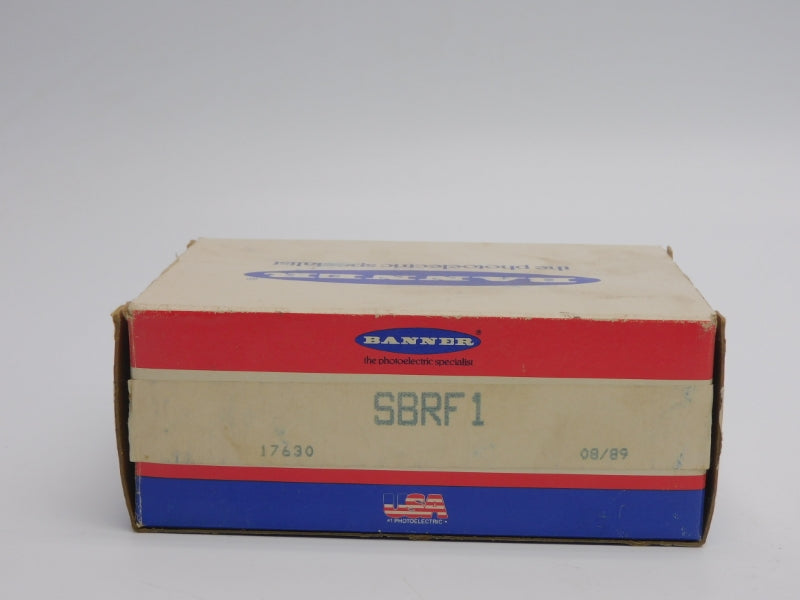 the photoelectric specialist
BANNER®
BANNER®
the photoelectric specialist
SBRF1
17630 08/89
USA
#1 PHOTOELECTRIC